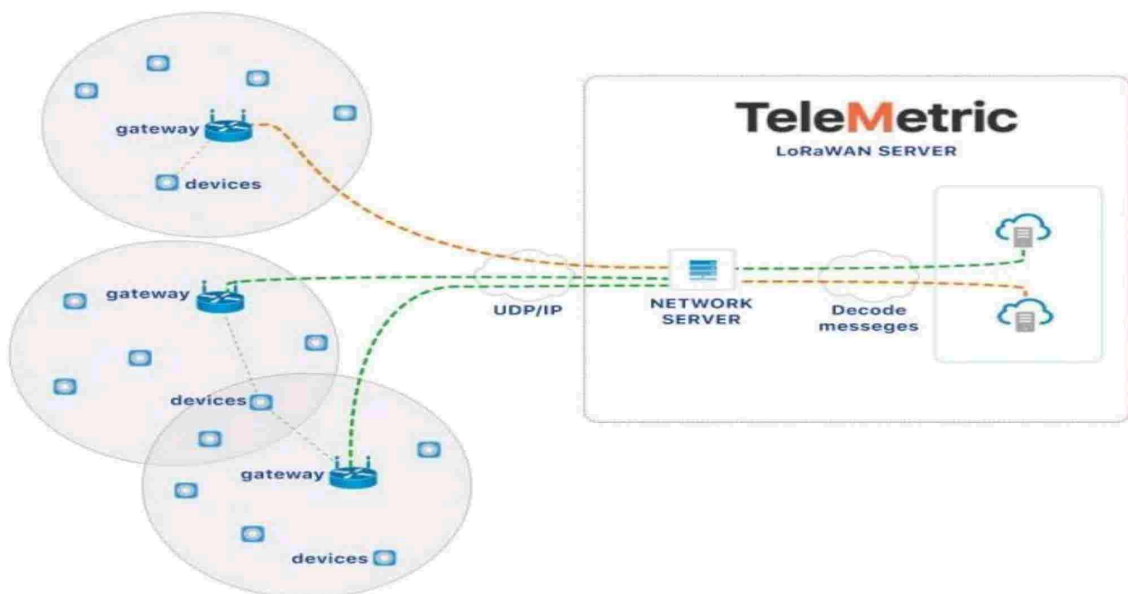 gateway
devices
gateway
devices
gateway
devices
UDP/IP
TeleMetric
LoRaWAN SERVER
NETWORK
SERVER
Decode
messeges